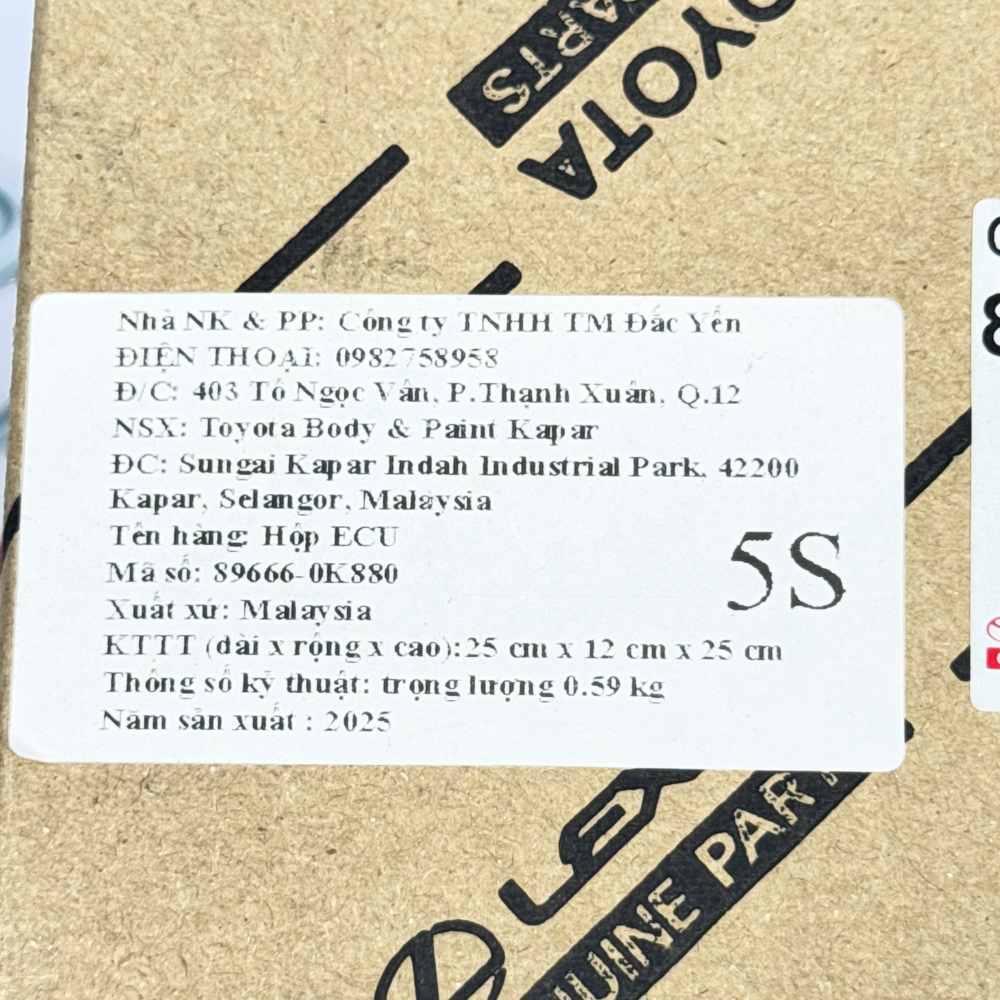 PARTS
TOYOTA
Nhà NK & PP: Công ty TNHH TM Đắc Yến
ĐIỆN THOẠI: 0982758958
Đ/C: 403 Tô Ngọc Vân, P.Thạnh Xuân, Q.12
NSX: Toyota Body & Paint Kapar
ĐC: Sungai Kapar Indah Industrial Park, 42200
Kapar, Selangor, Malaysia
Tên hàng: Hộp ECU
Mã số: 89666-0K880
5S
Xuất xứ: Malaysia
KTTT (dài x rộng x cao):25 cm x 12 cm x 25 cm
Thông số kỹ thuật: trọng lượng 0.59 kg
Năm sản xuất : 2025
LEX
UINE PART